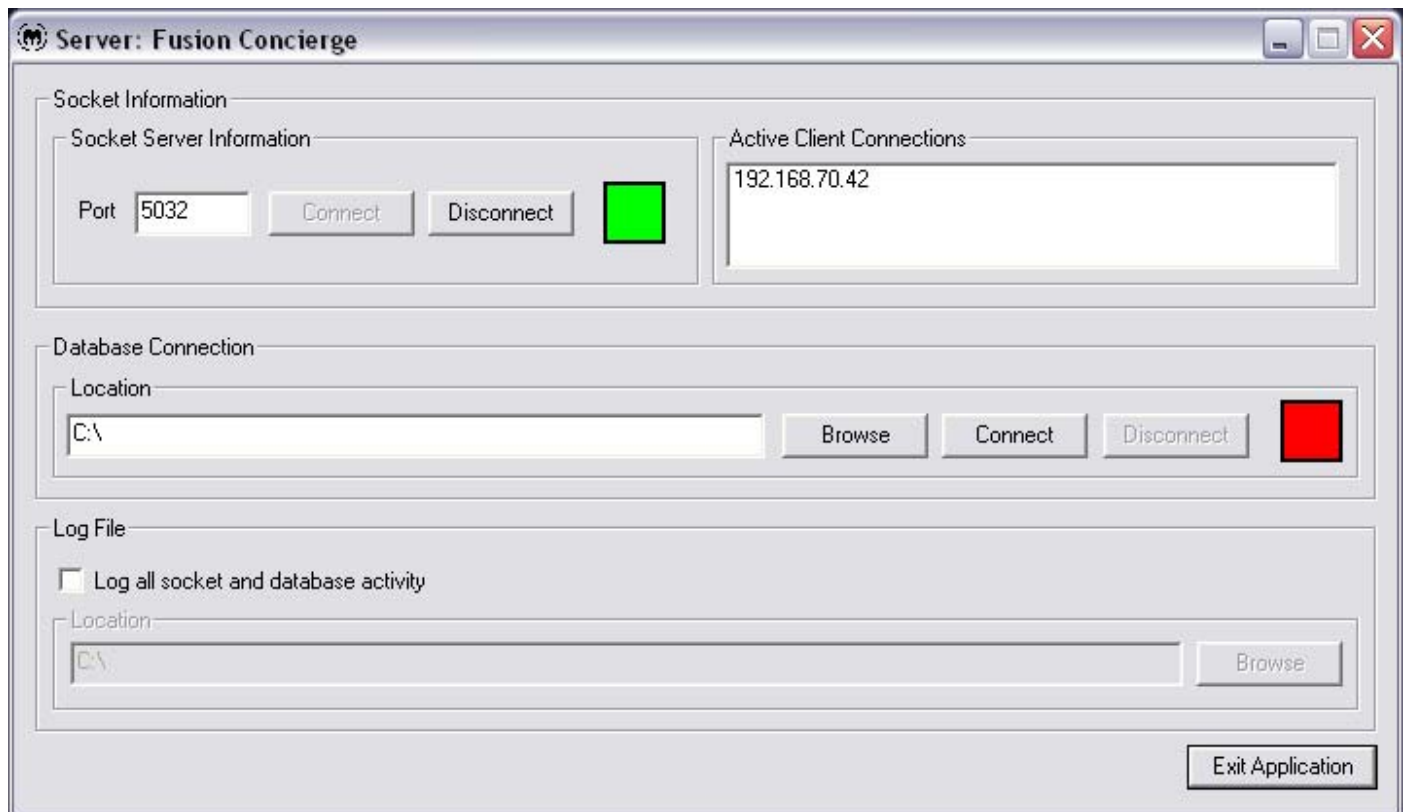 Server: Fusion Concierge
Socket Information
Socket Server Information
Active Client Connections
Port 5032 Connect Disconnect
192.168.70.42
Database Connection
Location
C:\ Browse Connect Disconnect
Log File
Log all socket and database activity
Location
C:\ Browse
Exit Application